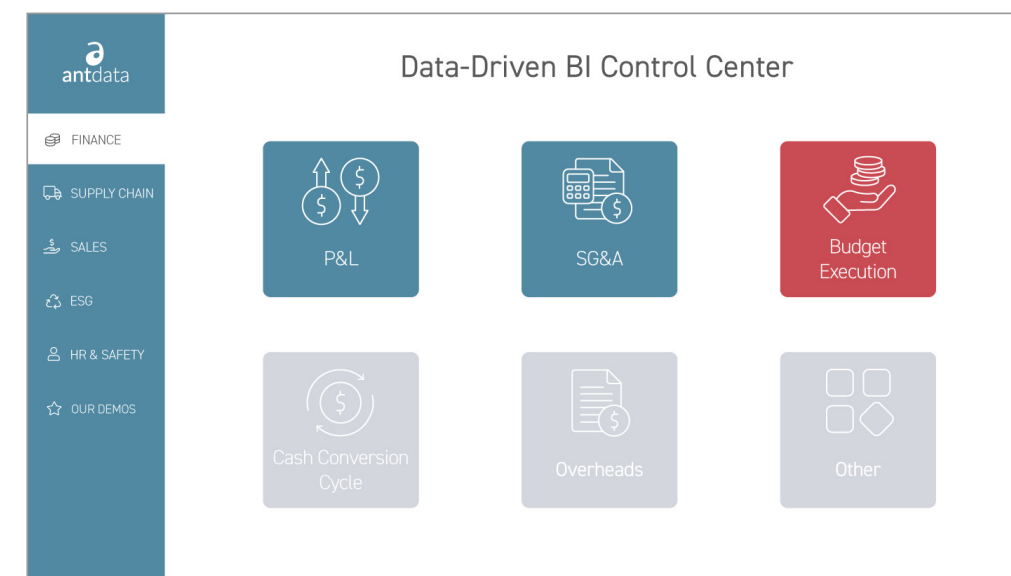 antdata
Data-Driven BI Control Center
FINANCE
SUPPLY CHAIN
SALES
ESG
HR & SAFETY
OUR DEMOS
P&L
SG&A
Budget
Execution
Cash Conversion
Cycle
Overheads
Other